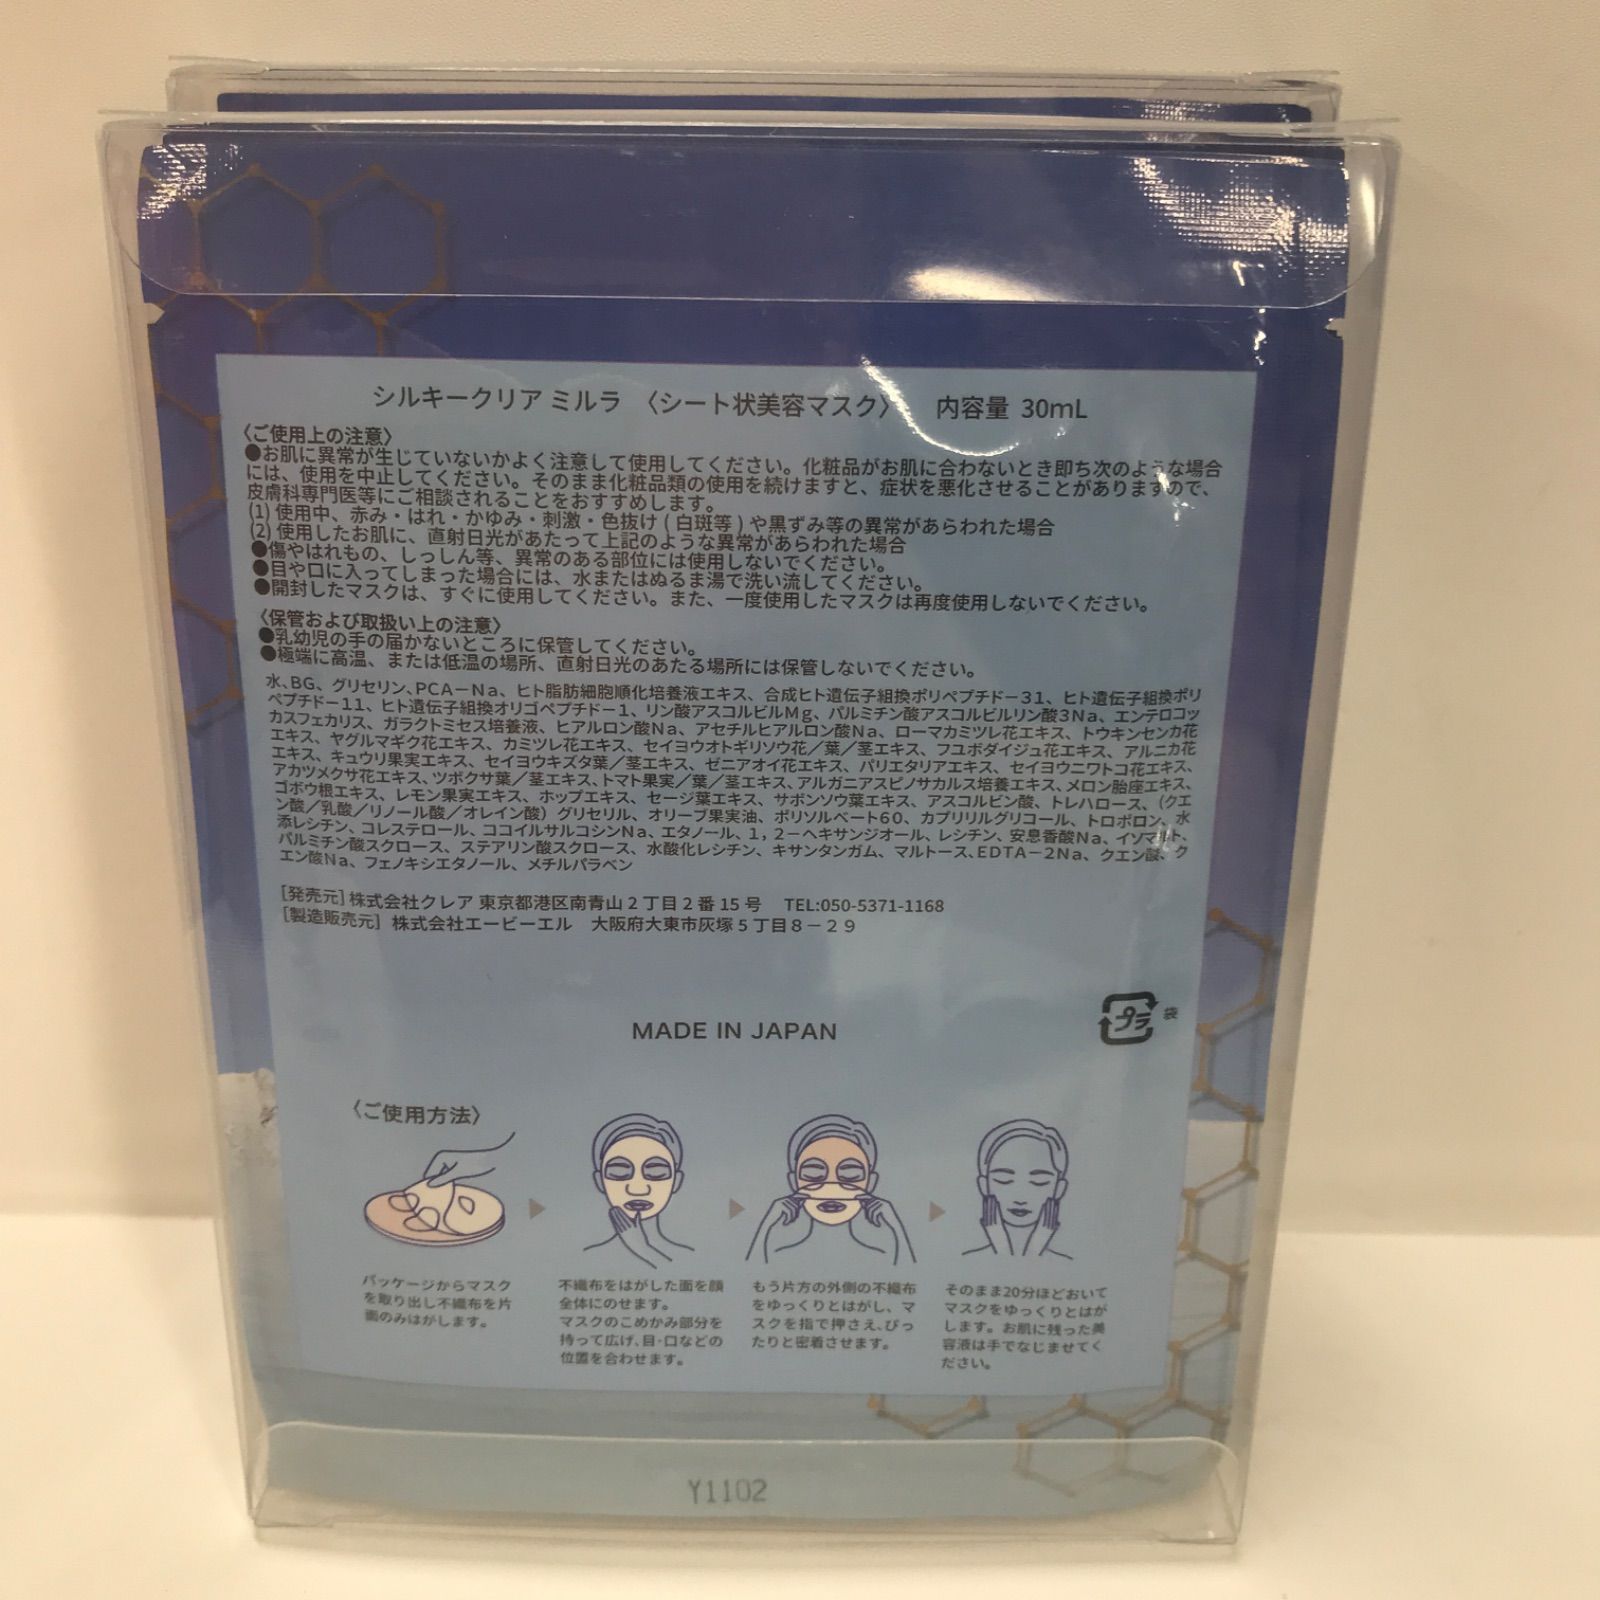 シルキークリア ミルラ 〈シート状美容マスク〉 内容量 30mL
〈ご使用上の注意〉
●お肌に異常が生じていないかよく注意して使用してください。化粧品がお肌に合わないとき即ち次のような場合
には、使用を中止してください。そのまま化粧品類の使用を続けますと、症状を悪化させることがありますので、
皮膚科専門医等にご相談されることをおすすめします。
(1) 使用中、赤み・はれ・かゆみ・刺激・色抜け ( 白斑等 ) や黒ずみ等の異常があらわれた場合
(2) 使用したお肌に、直射日光があたって上記のような異常があらわれた場合
●傷やはれもの、しっしん等、異常のある部位には使用しないでください。
●目や口に入ってしまった場合には、水またはぬるま湯で洗い流してください。
●開封したマスクは、すぐに使用してください。また、一度使用したマスクは再度使用しないでください。
〈保管および取扱い上の注意〉
●乳幼児の手の届かないところに保管してください。
●極端に高温、または低温の場所、直射日光のあたる場所には保管しないでください。
水、BG、グリセリン、PCA－Na、ヒト脂肪細胞順化培養液エキス、合成ヒト遺伝子組換ポリペプチド－31、ヒト遺伝子組換ポリ
ペプチド－11、ヒト遺伝子組換オリゴペプチド－1、リン酸アスコルビルMg、パルミチン酸アスコルビルリン酸3Na、エンテロコッ
カスフェカリス、ガラクトミセス培養液、ヒアルロン酸Na、アセチルヒアルロン酸Na、ローマカミツレ花エキス、トウキンセンカ花
エキス、ヤグルマギク花エキス、カミツレ花エキス、セイヨウオトギリソウ花／葉／茎エキス、フユボダイジュ花エキス、アルニカ花
エキス、キュウリ果実エキス、セイヨウキズタ葉／茎エキス、ゼニアオイ花エキス、パリエタリアエキス、セイヨウニワトコ花エキス、
アカツメクサ花エキス、ツボクサ葉／茎エキス、トマト果実／葉／茎エキス、アルガニアスピノサカルス培養エキス、メロン胎座エキス、
ゴボウ根エキス、レモン果実エキス、ホップエキス、セージ葉エキス、サボンソウ葉エキス、アスコルビン酸、トレハロース、（クエ
ン酸／乳酸／リノール酸／オレイン酸）グリセリル、オリーブ果実油、ポリソルベート60、カプリリルグリコール、トロポロン、水
添レシチン、コレステロール、ココイルサルコシンNa、エタノール、1，2－ヘキサンジオール、レシチン、安息香酸Na、イソマルト、
パルミチン酸スクロース、ステアリン酸スクロース、水酸化レシチン、キサンタンガム、マルトース、EDTA－2Na、クエン酸、ク
エン酸Na、フェノキシエタノール、メチルパラベン
［発売元］株式会社クレア 東京都港区南青山 2 丁目 2 番 15 号 TEL:050-5371-1168
［製造販売元］ 株式会社エービーエル 大阪府大東市灰塚５丁目８－２９
MADE IN JAPAN
プラ 袋
〈ご使用方法〉
パッケージからマスク
を取り出し不織布を片
面のみはがします。
不織布をはがした面を顔
全体にのせます。
マスクのこめかみ部分を
持って広げ、目・口などの
位置を合わせます。
もう片方の外側の不織布
をゆっくりとはがし、マ
スクを指で押さえ、ぴっ
たりと密着させます。
そのまま20分ほどおいて
マスクをゆっくりとはが
します。お肌に残った美
容液は手でなじませてく
ださい。
Y1102